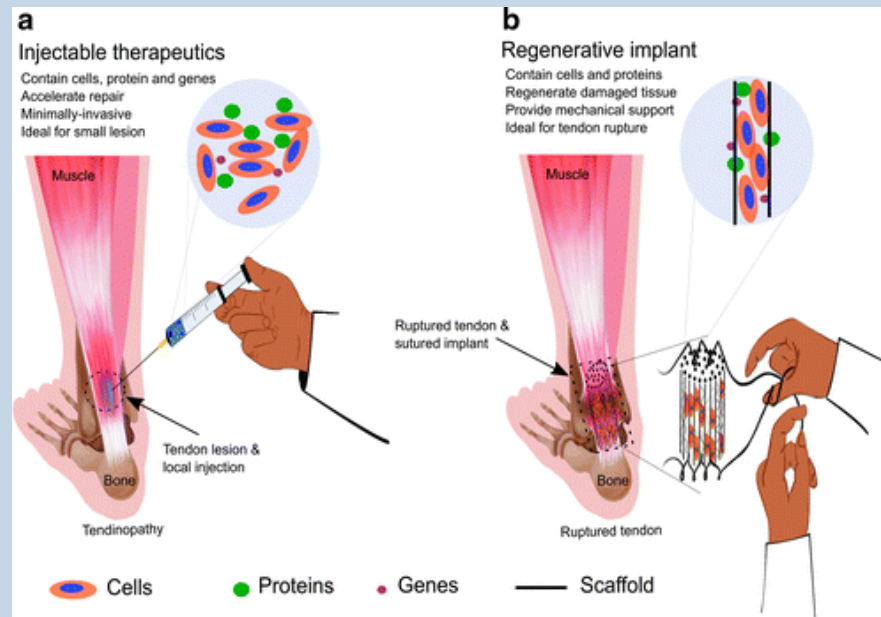 a
Injectable therapeutics
Contain cells, protein and genes
Accelerate repair
Minimally-invasive
Ideal for small lesion
Muscle
Tendon lesion &
local injection
Bone
Tendinopathy
b
Regenerative implant
Contain cells and proteins
Regenerate damaged tissue
Provide mechanical support
Ideal for tendon rupture
Muscle
Ruptured tendon &
sutured implant
Bone
Ruptured tendon
Cells
Proteins
Genes
Scaffold